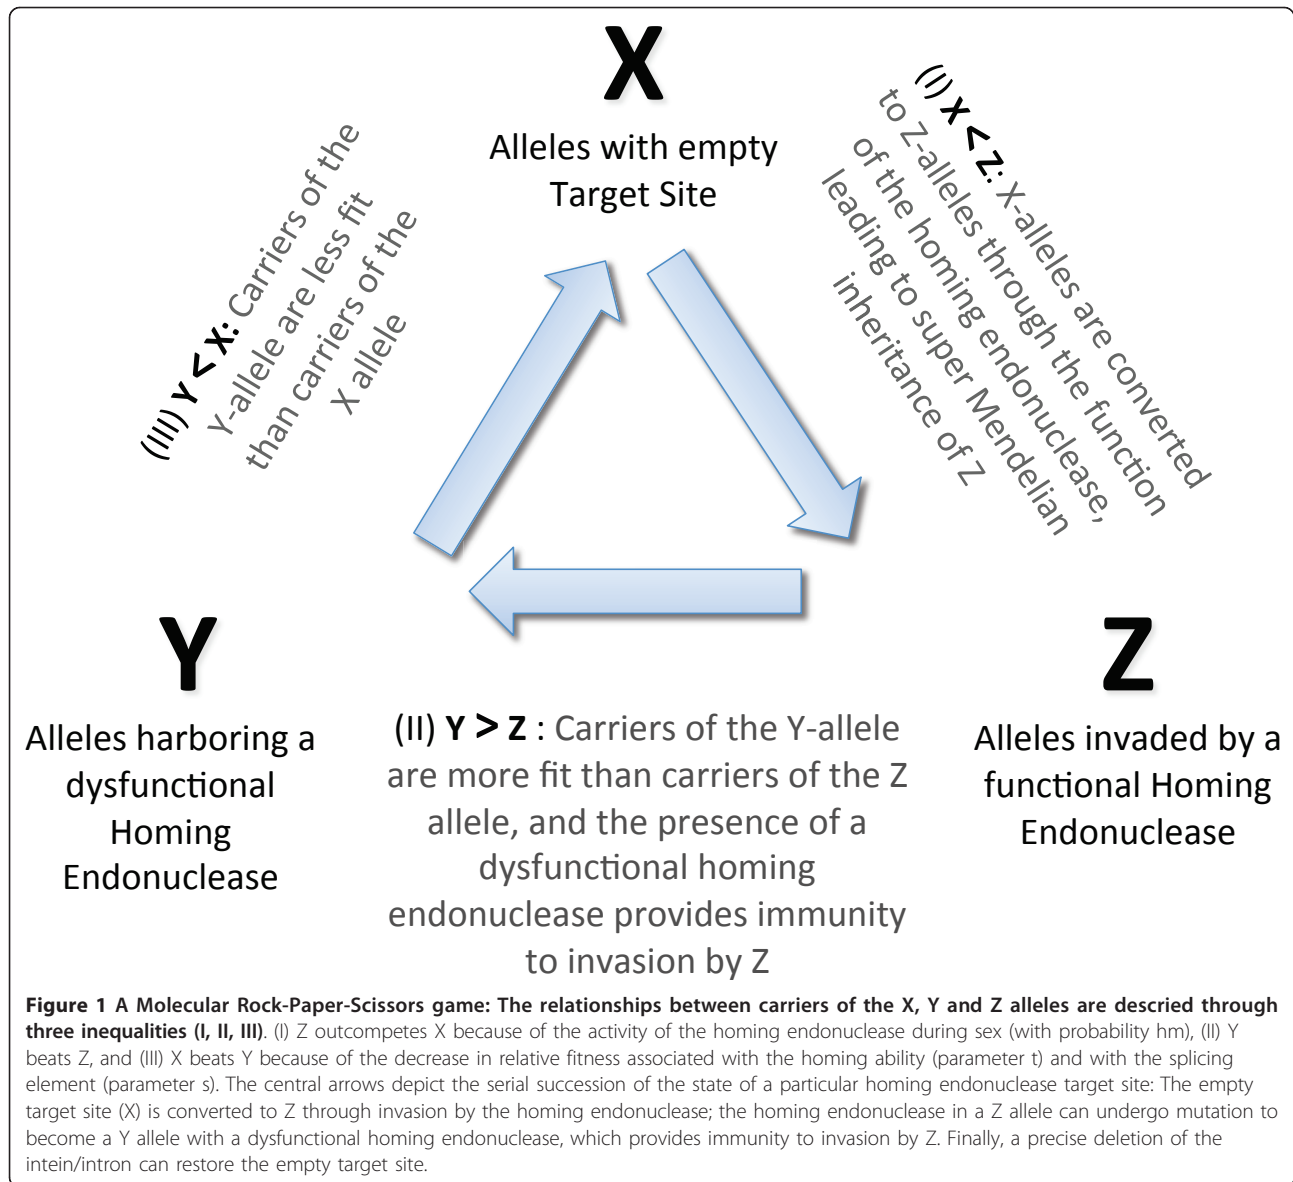 X
Alleles with empty
Target Site
(III) Y < X: Carriers of the
Y-allele are less fit
than carriers of the
X allele
(I) X < Z: X-alleles are converted
to Z-alleles through the function
of the homing endonuclease,
leading to super Mendelian
inheritance of Z
Y
Alleles harboring a
dysfunctional
Homing
Endonuclease
(II) Y > Z : Carriers of the Y-allele
are more fit than carriers of the Z
allele, and the presence of a
dysfunctional homing
endonuclease provides immunity
to invasion by Z
Z
Alleles invaded by a
functional Homing
Endonuclease
Figure 1 A Molecular Rock-Paper-Scissors game: The relationships between carriers of the X, Y and Z alleles are descried through
three inequalities (I, II, III). (I) Z outcompetes X because of the activity of the homing endonuclease during sex (with probability hm), (II) Y
beats Z, and (III) X beats Y because of the decrease in relative fitness associated with the homing ability (parameter t) and with the splicing
element (parameter s). The central arrows depict the serial succession of the state of a particular homing endonuclease target site: The empty
target site (X) is converted to Z through invasion by the homing endonuclease; the homing endonuclease in a Z allele can undergo mutation to
become a Y allele with a dysfunctional homing endonuclease, which provides immunity to invasion by Z. Finally, a precise deletion of the
intein/intron can restore the empty target site.